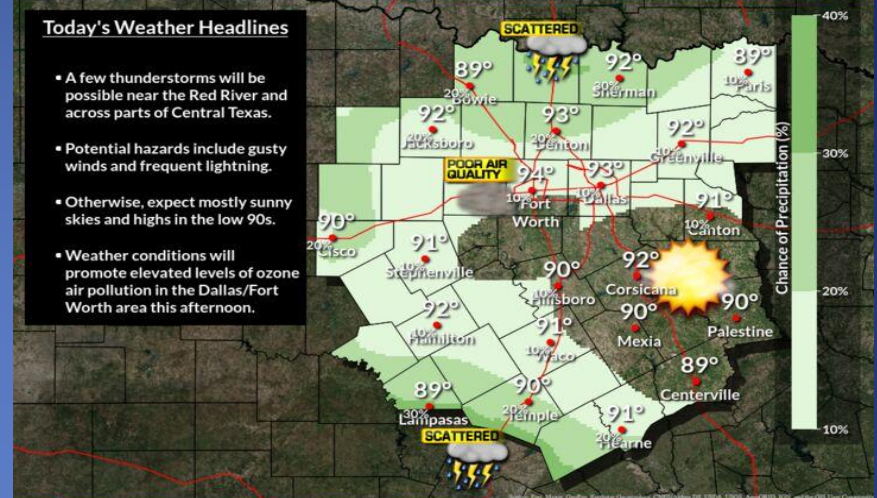 Today's Weather Headlines
▪ A few thunderstorms will be
possible near the Red River and
across parts of Central Texas.
▪ Potential hazards include gusty
winds and frequent lightning.
▪ Otherwise, expect mostly sunny
skies and highs in the low 90s.
▪ Weather conditions will
promote elevated levels of ozone
air pollution in the Dallas/Fort
Worth area this afternoon.
SCATTERED
89°
20%
Bowie
92°
20%
Sherman
89°
10%
Paris
92°
20%
Jacksboro
93°
20%
Denton
92°
10%
Greenville
POOR AIR
QUALITY
94°
10%
Fort
Worth
93°
10%
Dallas
91°
10%
Canton
90°
20%
Cisco
91°
10%
Stephenville
90°
10%
Hillsboro
92°
Corsicana
90°
Palestine
92°
10%
Hamilton
91°
10%
Waco
90°
Mexia
89°
Centerville
89°
30%
Lampasas
90°
20%
Temple
91°
20%
Hearne
SCATTERED
40%
30%
20%
10%
Chance of Precipitation (%)